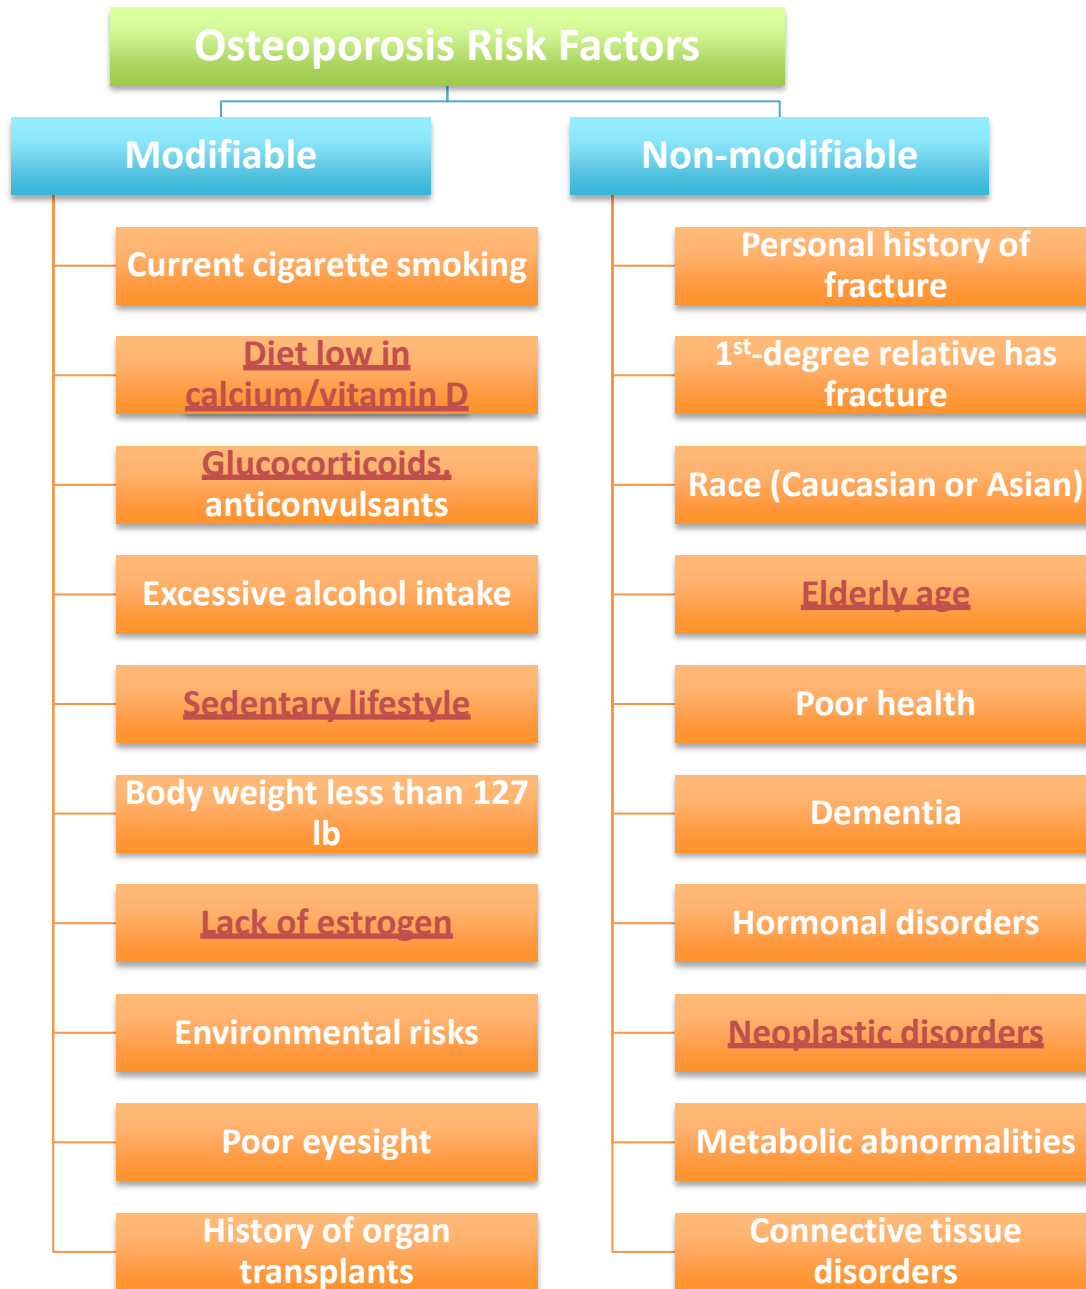 Osteoporosis Risk Factors
Modifiable
Current cigarette smoking
Diet low in
calcium/vitamin D
Glucocorticoids,
anticonvulsants
Excessive alcohol intake
Sedentary lifestyle
Body weight less than 127
lb
Lack of estrogen
Environmental risks
Poor eyesight
History of organ
transplants
Non-modifiable
Personal history of
fracture
1st-degree relative has
fracture
Race (Caucasian or Asian)
Elderly age
Poor health
Dementia
Hormonal disorders
Neoplastic disorders
Metabolic abnormalities
Connective tissue
disorders